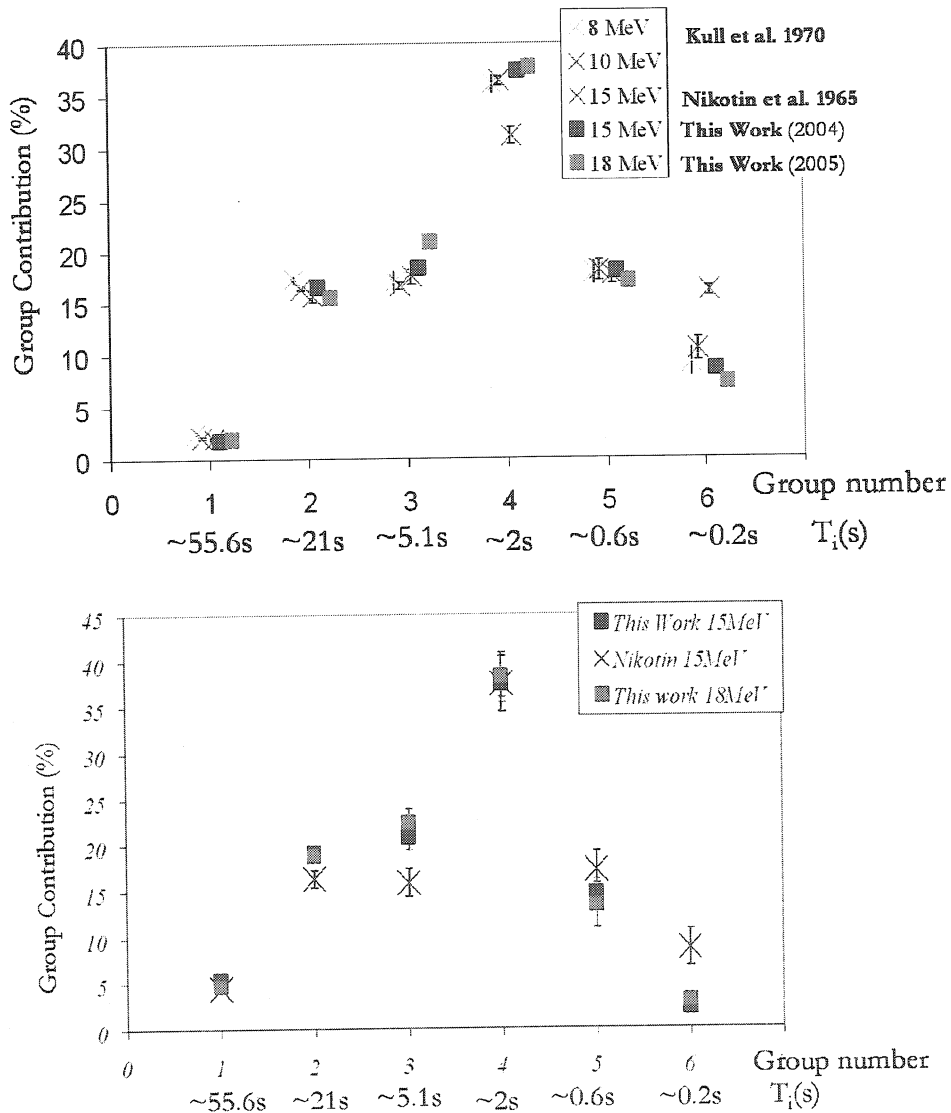 8 MeV Kull et al. 1970
10 MeV
15 MeV Nikotin et al. 1965
15 MeV This Work (2004)
18 MeV This Work (2005)
Group Contribution (%)
40
35
30
25
20
15
10
5
0
0 1 2 3 4 5 6 Group number
~55.6s ~21s ~5.1s ~2s ~0.6s ~0.2s Ti(s)
This Work 15MeV
Nikotin 15MeV
This work 18MeV
Group Contribution (%)
45
40
35
30
25
20
15
10
5
0
0 1 2 3 4 5 6 Group number
~55.6s ~21s ~5.1s ~2s ~0.6s ~0.2s Ti(s)